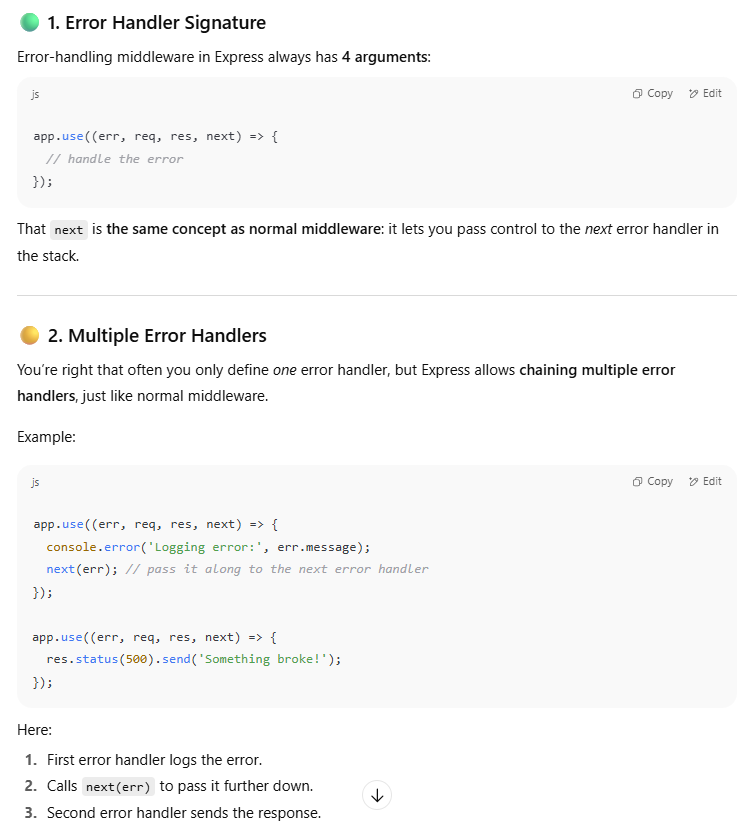 1. Error Handler Signature
Error-handling middleware in Express always has 4 arguments:
js
Copy
Edit
app.use((err, req, res, next) => {
  // handle the error
});
That next is the same concept as normal middleware: it lets you pass control to the next error handler in
the stack.
2. Multiple Error Handlers
You're right that often you only define one error handler, but Express allows chaining multiple error
handlers, just like normal middleware.
Example:
js
Copy
Edit
app.use((err, req, res, next) => {
  console.error('Logging error:', err.message);
  next(err); // pass it along to the next error handler
});
app.use((err, req, res, next) => {
  res.status(500).send('Something broke!');
});
Here:
1. First error handler logs the error.
2. Calls next(err) to pass it further down.
3. Second error handler sends the response.